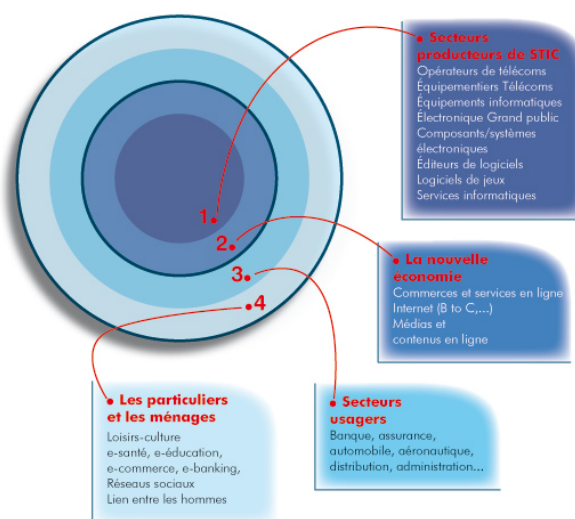 • Secteurs
producteurs de STIC
Opérateurs de télécoms
Équipementiers Télécoms
Équipements informatiques
Électronique Grand public
Composants/systèmes
électroniques
Éditeurs de logiciels
Logiciels de jeux
Services informatiques
1
2
3
4
• La nouvelle
economie
Commerces et services en ligne
Internet (B to C,...)
Médias et
contenus en ligne
• Les particuliers
et les ménages
Loisirs-culture
e-santé, e-éducation,
e-commerce, e-banking,
Réseaux sociaux
Lien entre les hommes
• Secteurs
usagers
Banque, assurance,
automobile, aéronautique,
distribution, administration...